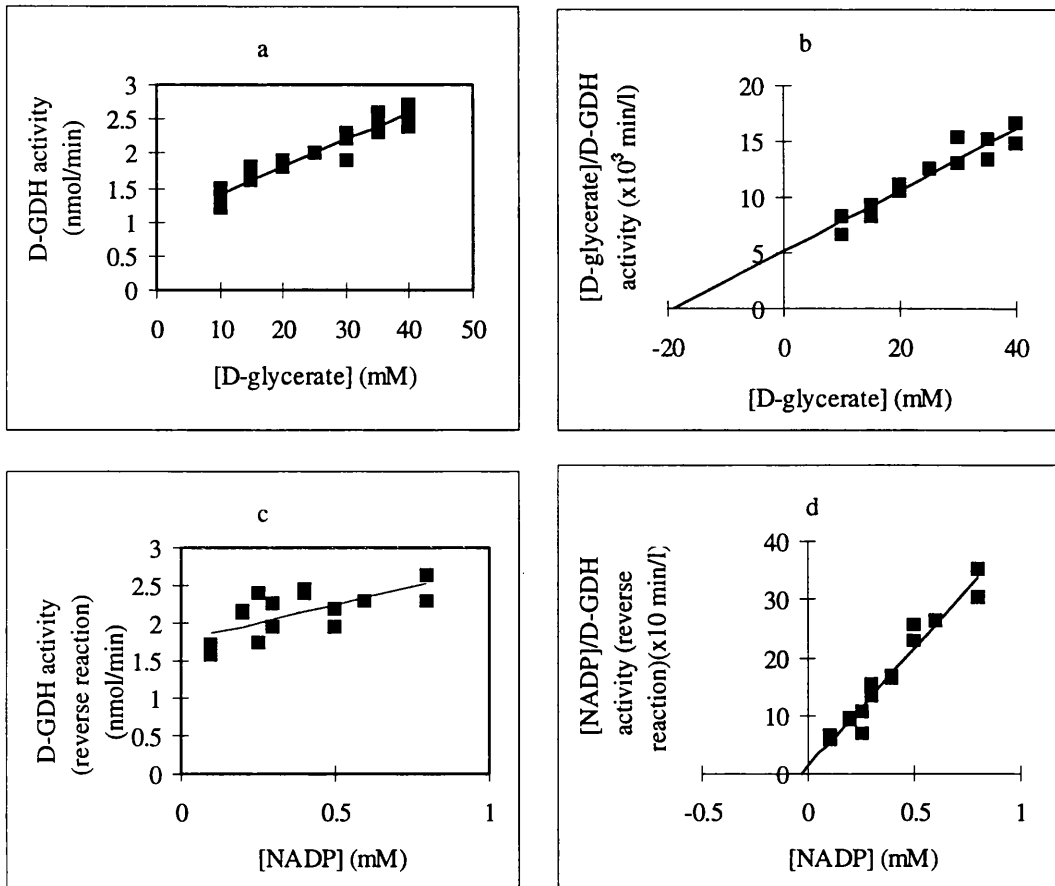 a
D-GDH activity
(nmol/min)
3
2.5
2
1.5
1
0.5
0
0 10 20 30 40 50
[D-glycerate] (mM)
b
[D-glycerate]/D-GDH
activity (x10³ min/l)
20
15
10
5
0
-20 0 20 40
[D-glycerate] (mM)
c
D-GDH activity
(reverse reaction)
(nmol/min)
3
2.5
2
1.5
1
0.5
0
0 0.5 1
[NADP] (mM)
d
[NADP]/D-GDH
activity (reverse
reaction)(x10 min/l)
40
30
20
10
0
-0.5 0 0.5 1
[NADP] (mM)